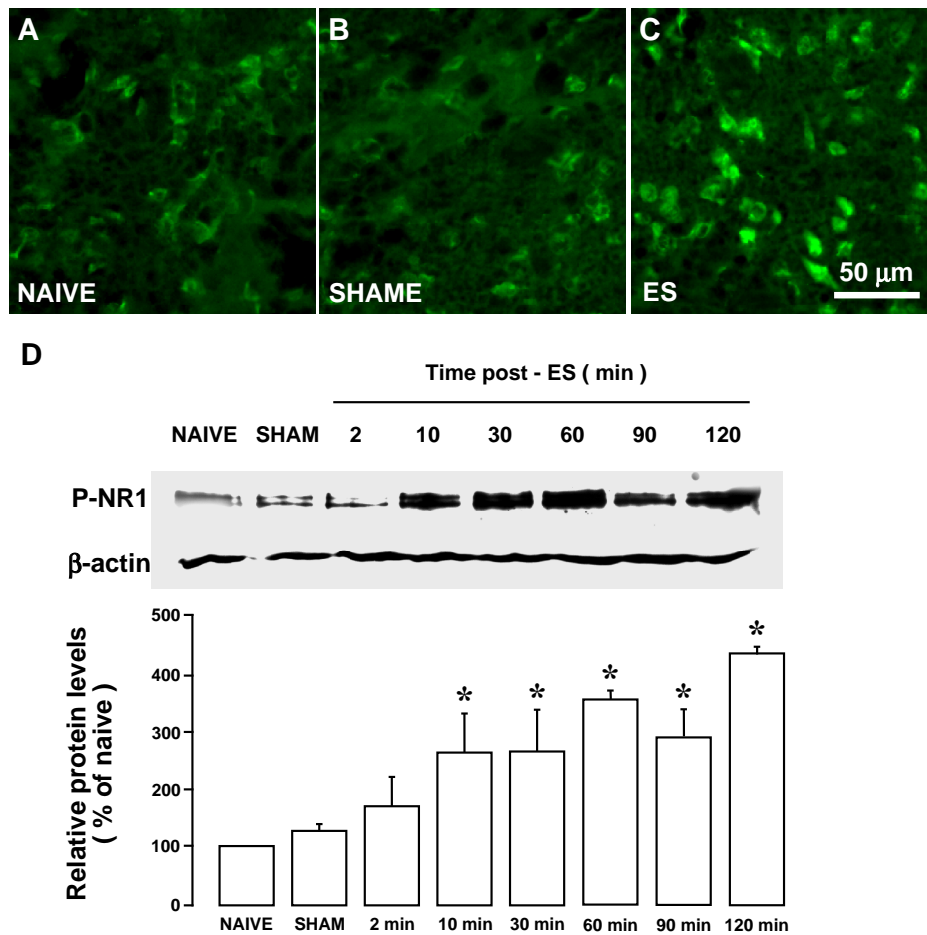 A
B
C
NAIVE
SHAME
ES
50 µm
D
Time post - ES ( min )
NAIVE SHAM 2 10 30 60 90 120
P-NR1
β-actin
Relative protein levels
( % of naive )
500
400
300
200
100
0
*
*
*
*
*
NAIVE SHAM 2 min 10 min 30 min 60 min 90 min 120 min